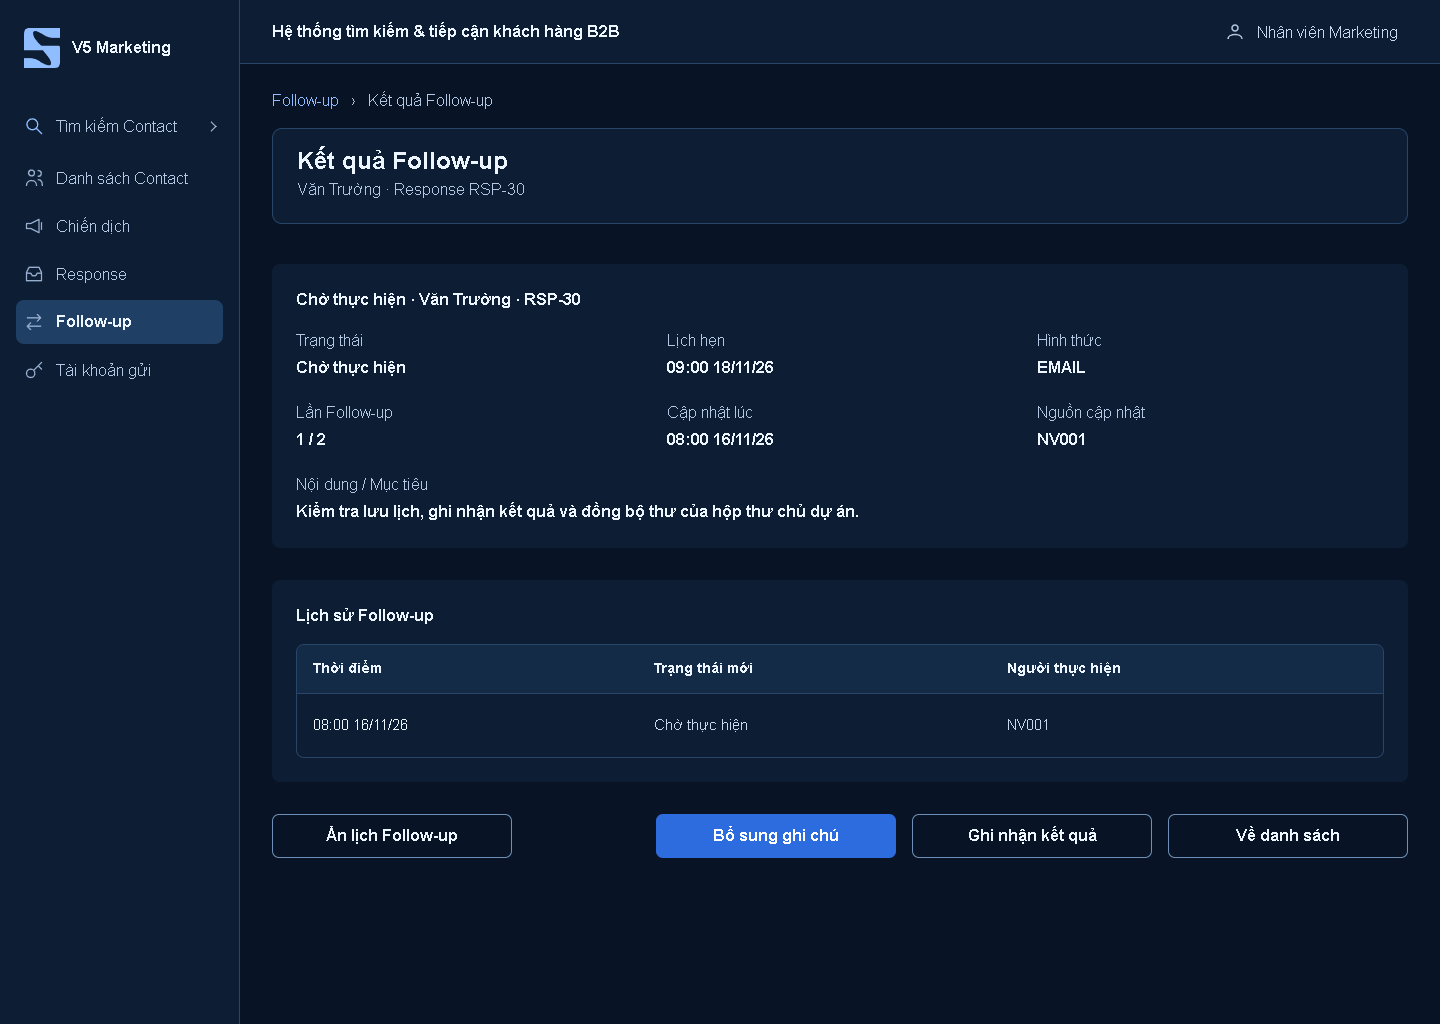 V5 Marketing
Hệ thống tìm kiếm & tiếp cận khách hàng B2B
Nhân viên Marketing
Tìm kiếm Contact
Danh sách Contact
Chiến dịch
Response
Follow-up
Tài khoản gửi
Follow-up › Kết quả Follow-up
Kết quả Follow-up
Văn Trường · Response RSP-30
Chờ thực hiện · Văn Trường · RSP-30
Trạng thái Lịch hẹn Hình thức
Chờ thực hiện 09:00 18/11/26 EMAIL
Lần Follow-up Cập nhật lúc Nguồn cập nhật
1 / 2 08:00 16/11/26 NV001
Nội dung / Mục tiêu
Kiểm tra lưu lịch, ghi nhận kết quả và đồng bộ thư của hộp thư chủ dự án.
Lịch sử Follow-up
Thời điểm Trạng thái mới Người thực hiện
08:00 16/11/26 Chờ thực hiện NV001
Ẩn lịch Follow-up Bổ sung ghi chú Ghi nhận kết quả Về danh sách